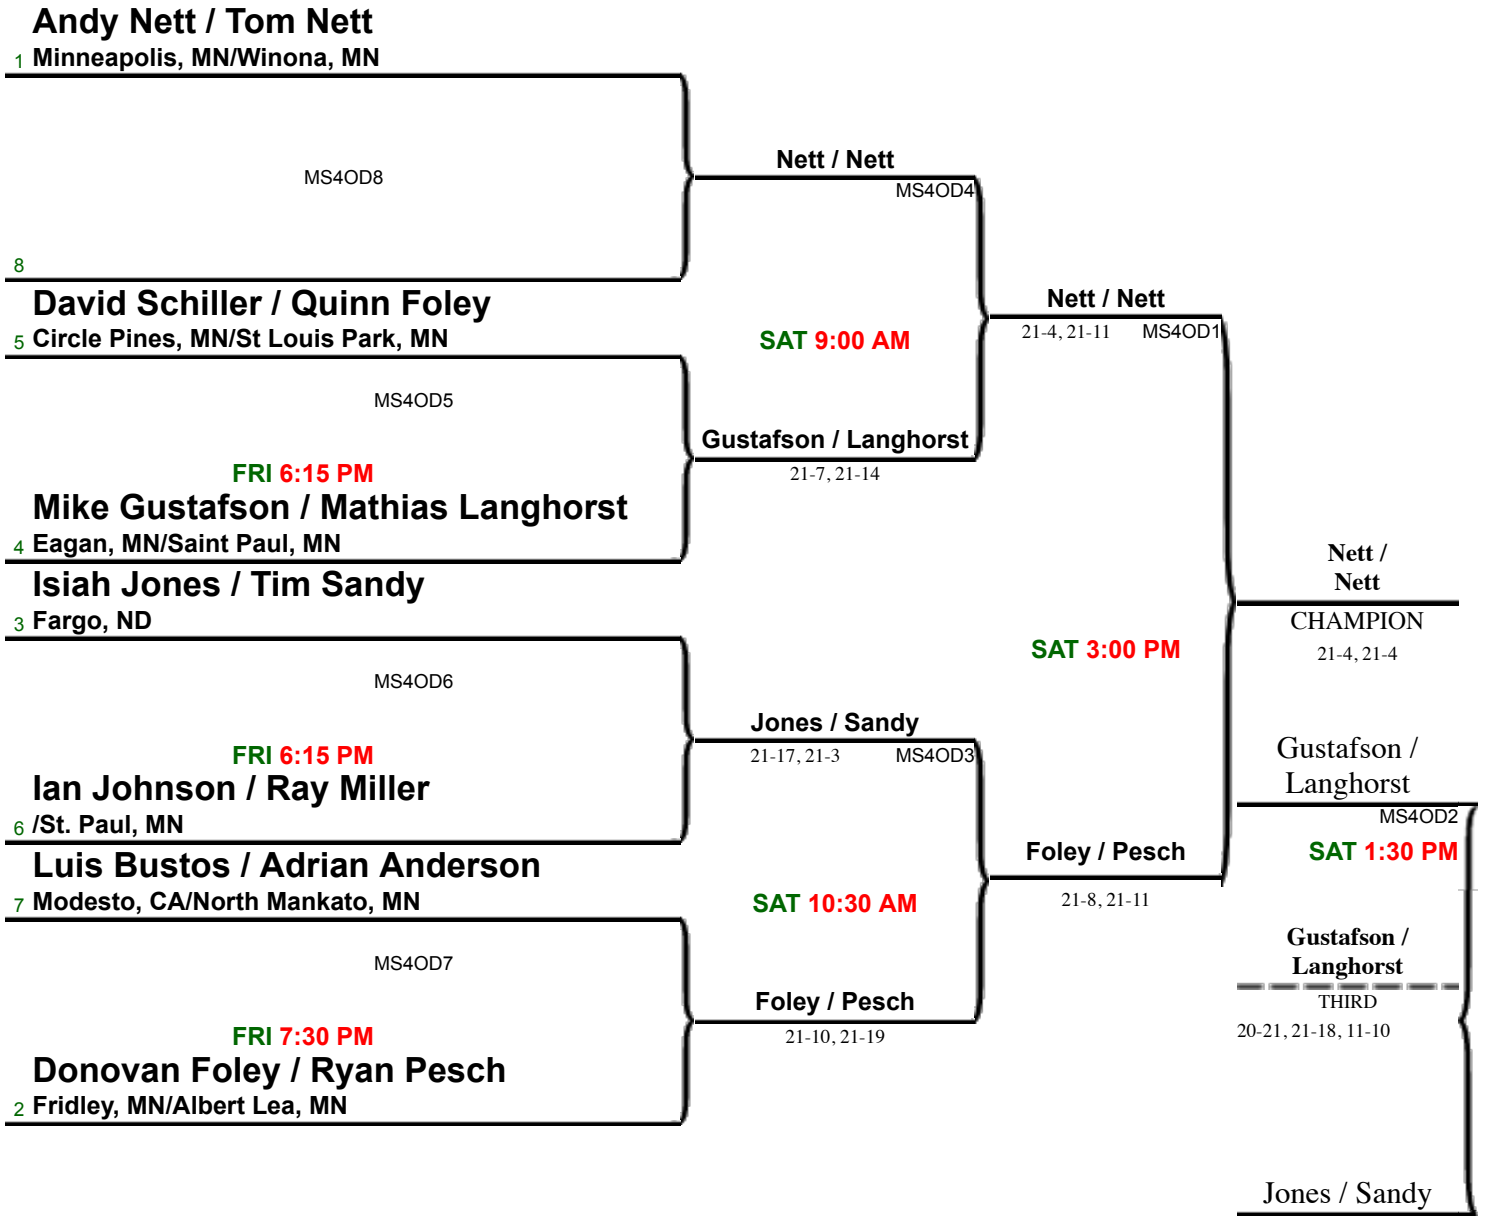 Andy Nett / Tom Nett
1 Minneapolis, MN/Winona, MN
MS4OD8
8
David Schiller / Quinn Foley
5 Circle Pines, MN/St Louis Park, MN
MS4OD5
FRI 6:15 PM
Mike Gustafson / Mathias Langhorst
4 Eagan, MN/Saint Paul, MN
Isiah Jones / Tim Sandy
3 Fargo, ND
MS4OD6
FRI 6:15 PM
Ian Johnson / Ray Miller
6 /St. Paul, MN
Luis Bustos / Adrian Anderson
7 Modesto, CA/North Mankato, MN
MS4OD7
FRI 7:30 PM
Donovan Foley / Ryan Pesch
2 Fridley, MN/Albert Lea, MN
Nett / Nett
MS4OD4
SAT 9:00 AM
Gustafson / Langhorst
21-7, 21-14
Jones / Sandy
21-17, 21-3 MS4OD3
SAT 10:30 AM
Foley / Pesch
21-10, 21-19
Nett / Nett
21-4, 21-11 MS4OD1
SAT 3:00 PM
Foley / Pesch
21-8, 21-11
Nett /
Nett
CHAMPION
21-4, 21-4
Gustafson /
Langhorst
MS4OD2
SAT 1:30 PM
Gustafson /
Langhorst
THIRD
20-21, 21-18, 11-10
Jones / Sandy